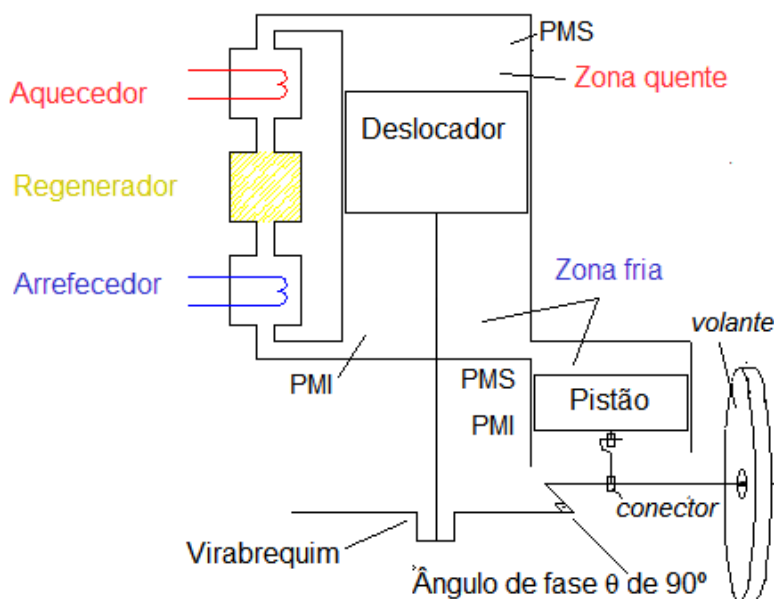 PMS
Zona quente
Aquecedor
Deslocador
Regenerador
Arrefecedor
Zona fria
volante
PMI
PMS
Pistão
PMI
conector
Virabrequim
Ângulo de fase θ de 90º